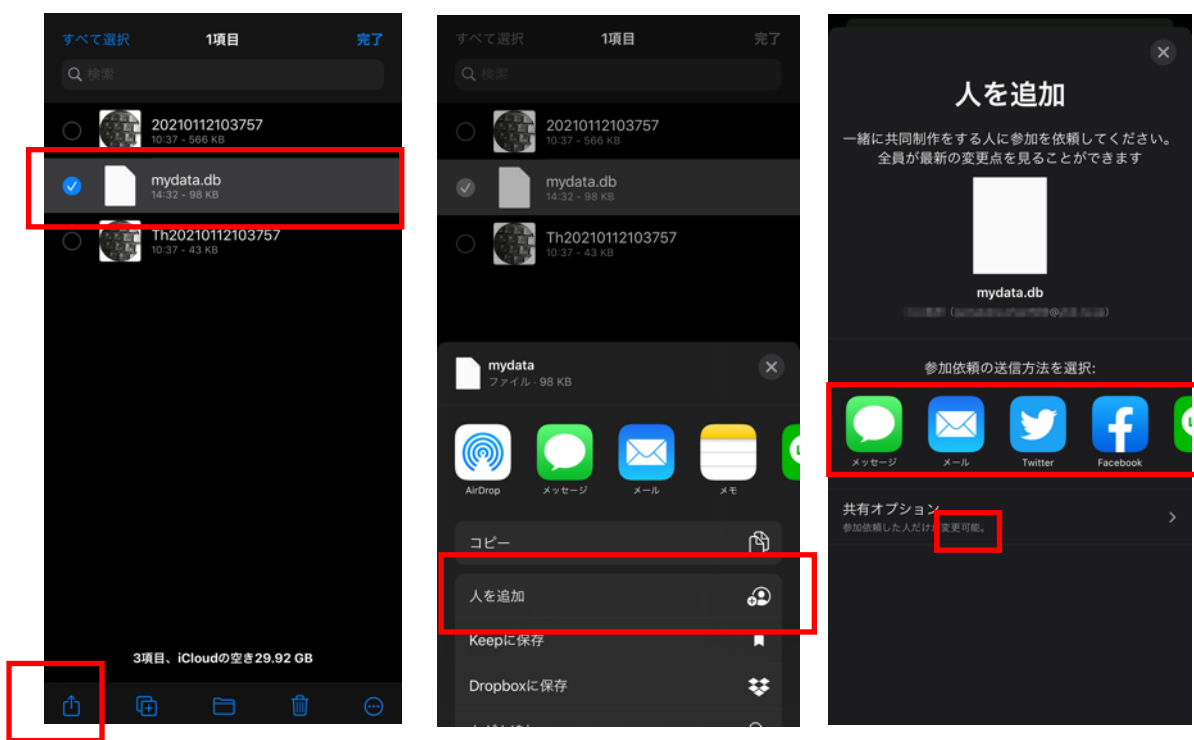 すべて選択 1項目 完了
検索
20210112103757
10:37 - 566 KB
mydata.db
14:32 - 98 KB
Th20210112103757
10:37 - 43 KB
3項目、iCloudの空き29.92 GB
すべて選択 1項目 完了
検索
20210112103757
10:37 - 566 KB
mydata.db
14:32 - 98 KB
Th20210112103757
10:37 - 43 KB
mydata
ファイル · 98 KB
AirDrop メッセージ メール メモ
コピー
人を追加
Keepに保存
Dropboxに保存
人を追加
一緒に共同制作をする人に参加を依頼してください。
全員が最新の変更点を見ることができます
mydata.db
参加依頼の送信方法を選択:
メッセージ メール Twitter Facebook
共有オプション
参加依頼した人だけが変更可能。